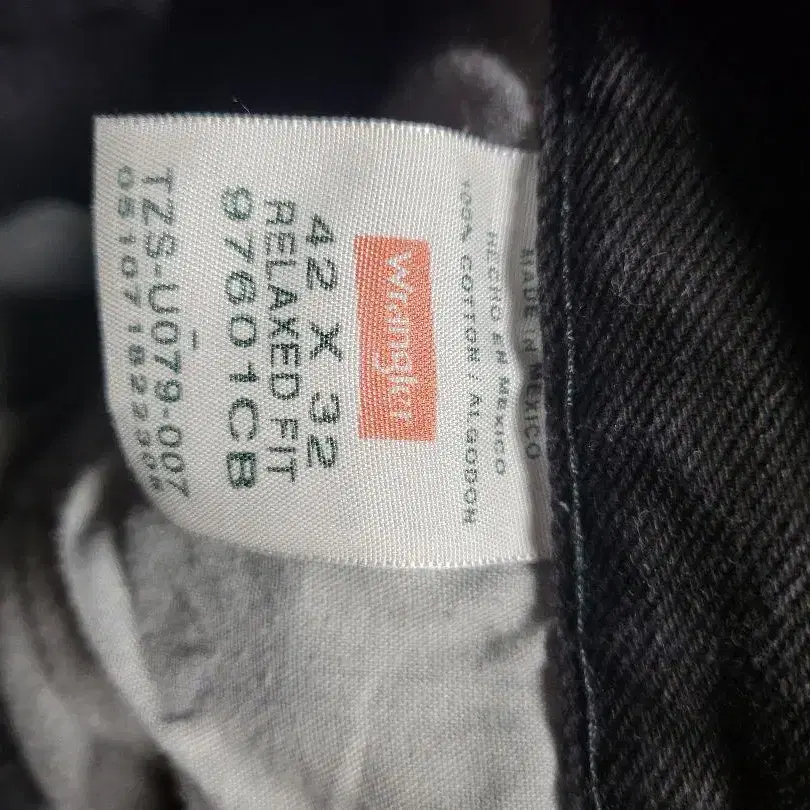 MADE IN MEXICO
HECHO EN MEXICO
100% COTTON / ALGODON
Wrangler
42 X 32
RELAXED FIT
97601CB
TZS-U079-007